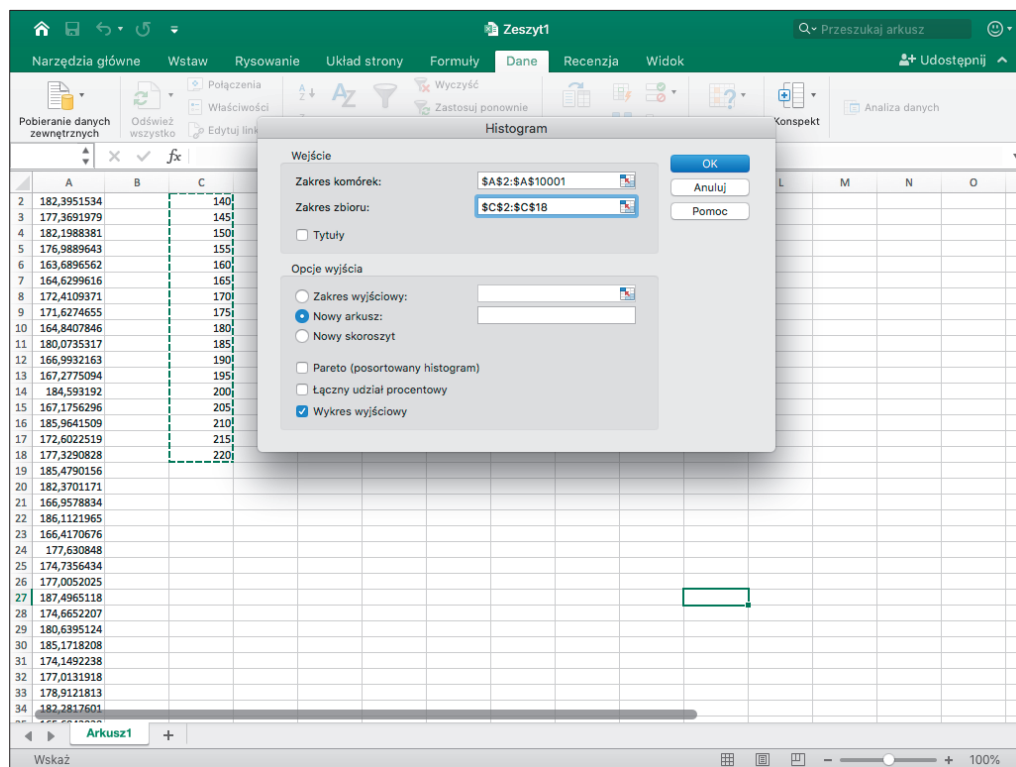 Zeszyt1
Przeszukaj arkusz
Narzędzia główne Wstaw Rysowanie Układ strony Formuły Dane Recenzja Widok Udostępnij
Pobieranie danych zewnętrznych
Odśwież wszystko
Połączenia
Właściwości
Edytuj link
Wyczyść
Zastosuj ponownie
Konspekt
Analiza danych
fx
Histogram
Wejście
Zakres komórek: $A$2:$A$10001
Zakres zbioru: $C$2:$C$18
Tytuły
Opcje wyjścia
Zakres wyjściowy:
Nowy arkusz:
Nowy skoroszyt
Pareto (posortowany histogram)
Łączny udział procentowy
Wykres wyjściowy
OK
Anuluj
Pomoc
A B C L M N O
2 182,3951534 140
3 177,3691979 145
4 182,1988381 150
5 176,9889643 155
6 163,6896562 160
7 164,6299616 165
8 172,4109371 170
9 171,6274655 175
10 164,8407846 180
11 180,0735317 185
12 166,9932163 190
13 167,2775094 195
14 184,593192 200
15 167,1756296 205
16 185,9641509 210
17 172,6022519 215
18 177,3290828 220
19 185,4790156
20 182,3701171
21 166,9578834
22 186,1121965
23 166,4170676
24 177,630848
25 174,7356434
26 177,0052025
27 187,4965118
28 174,6652207
29 180,6395124
30 185,1718208
31 174,1492238
32 177,0131918
33 178,9121813
34 182,2817601
Arkusz1 +
Wskaż 100%